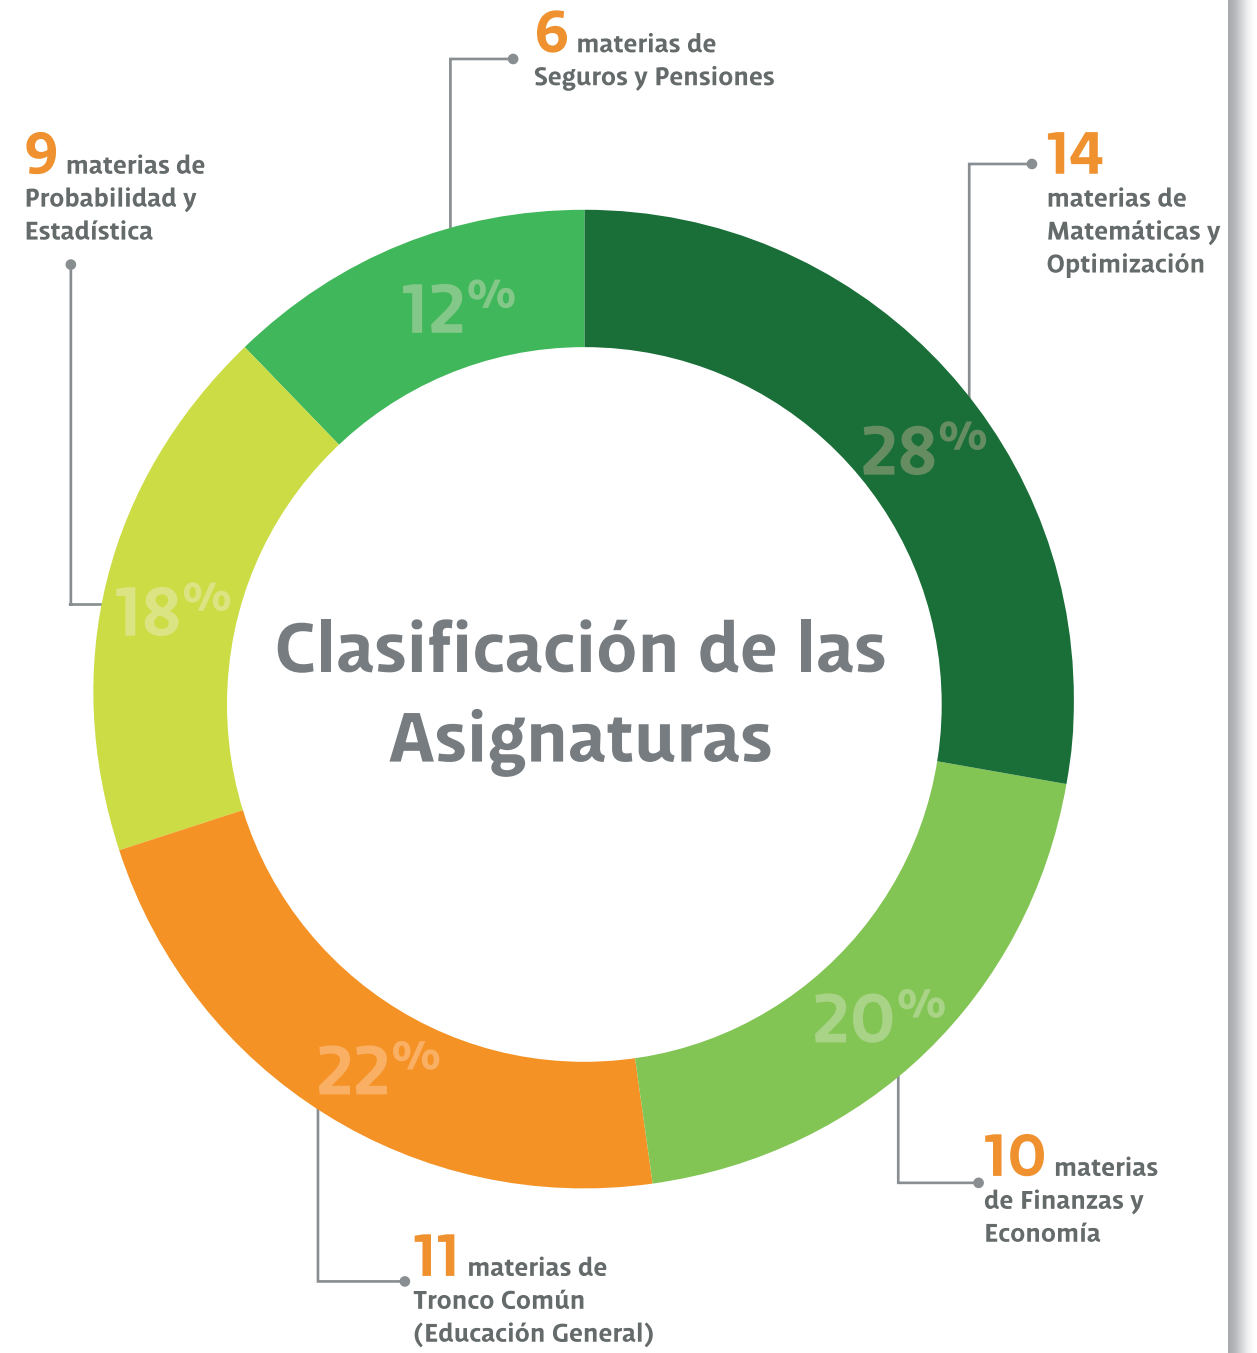 6 materias de
Seguros y Pensiones
14
materias de
Matemáticas y
Optimización
9 materias de
Probabilidad y
Estadística
12%
28%
18%
Clasificación de las
Asignaturas
20%
22%
10 materias
de Finanzas y
Economía
11 materias de
Tronco Común
(Educación General)